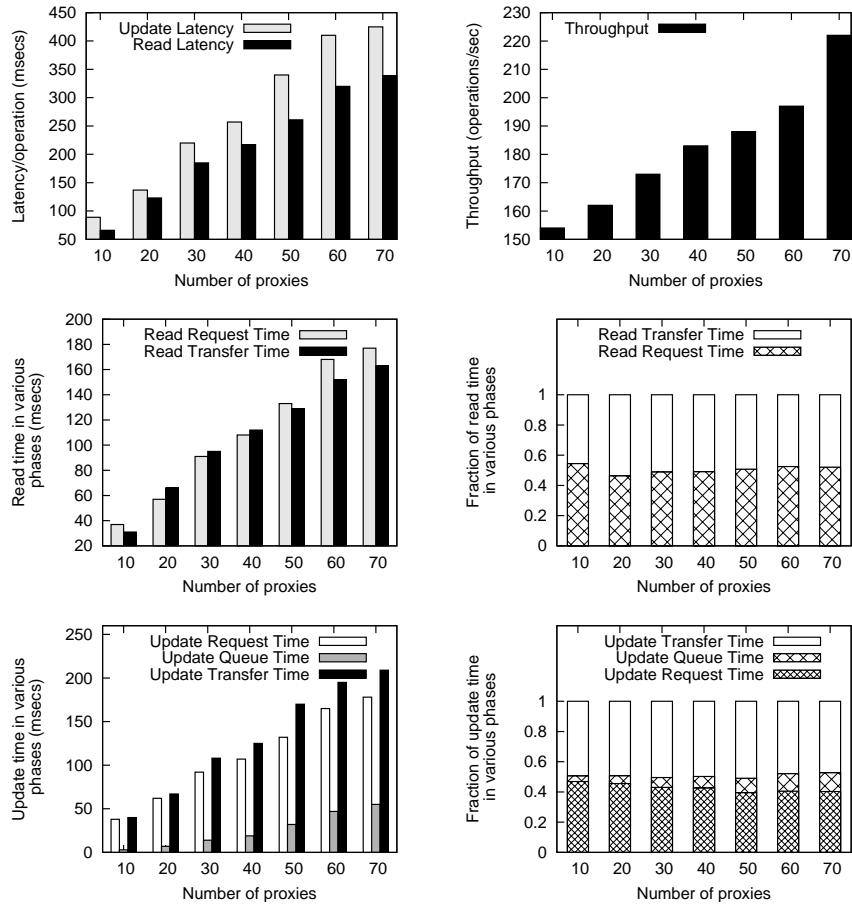 Latency/operation (msecs)
450
400
350
300
250
200
150
100
50
Update Latency
Read Latency
10 20 30 40 50 60 70
Number of proxies
Throughput (operations/sec)
230
220
210
200
190
180
170
160
150
Throughput
10 20 30 40 50 60 70
Number of proxies
Read time in various
phases (msecs)
200
180
160
140
120
100
80
60
40
20
Read Request Time
Read Transfer Time
10 20 30 40 50 60 70
Number of proxies
Fraction of read time
in various phases
1
0.8
0.6
0.4
0.2
0
Read Transfer Time
Read Request Time
10 20 30 40 50 60 70
Number of proxies
Update time in various
phases (msecs)
250
200
150
100
50
0
Update Request Time
Update Queue Time
Update Transfer Time
10 20 30 40 50 60 70
Number of proxies
Fraction of update time
in various phases
1
0.8
0.6
0.4
0.2
0
Update Transfer Time
Update Queue Time
Update Request Time
10 20 30 40 50 60 70
Number of proxies